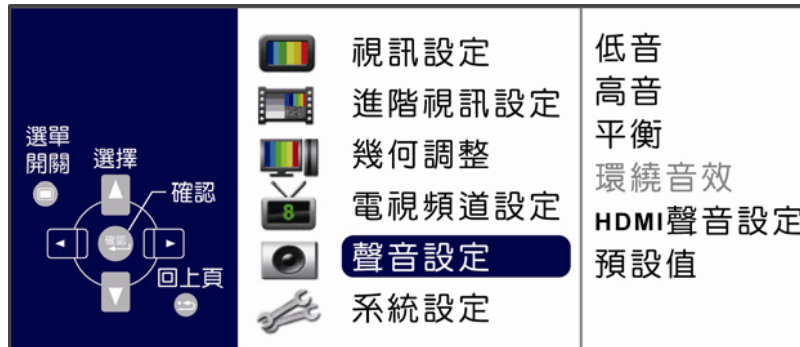 選單
開關
選擇
確認
確認
回上頁
視訊設定
進階視訊設定
幾何調整
8
電視頻道設定
聲音設定
系統設定
低音
高音
平衡
環繞音效
HDMI聲音設定
預設值